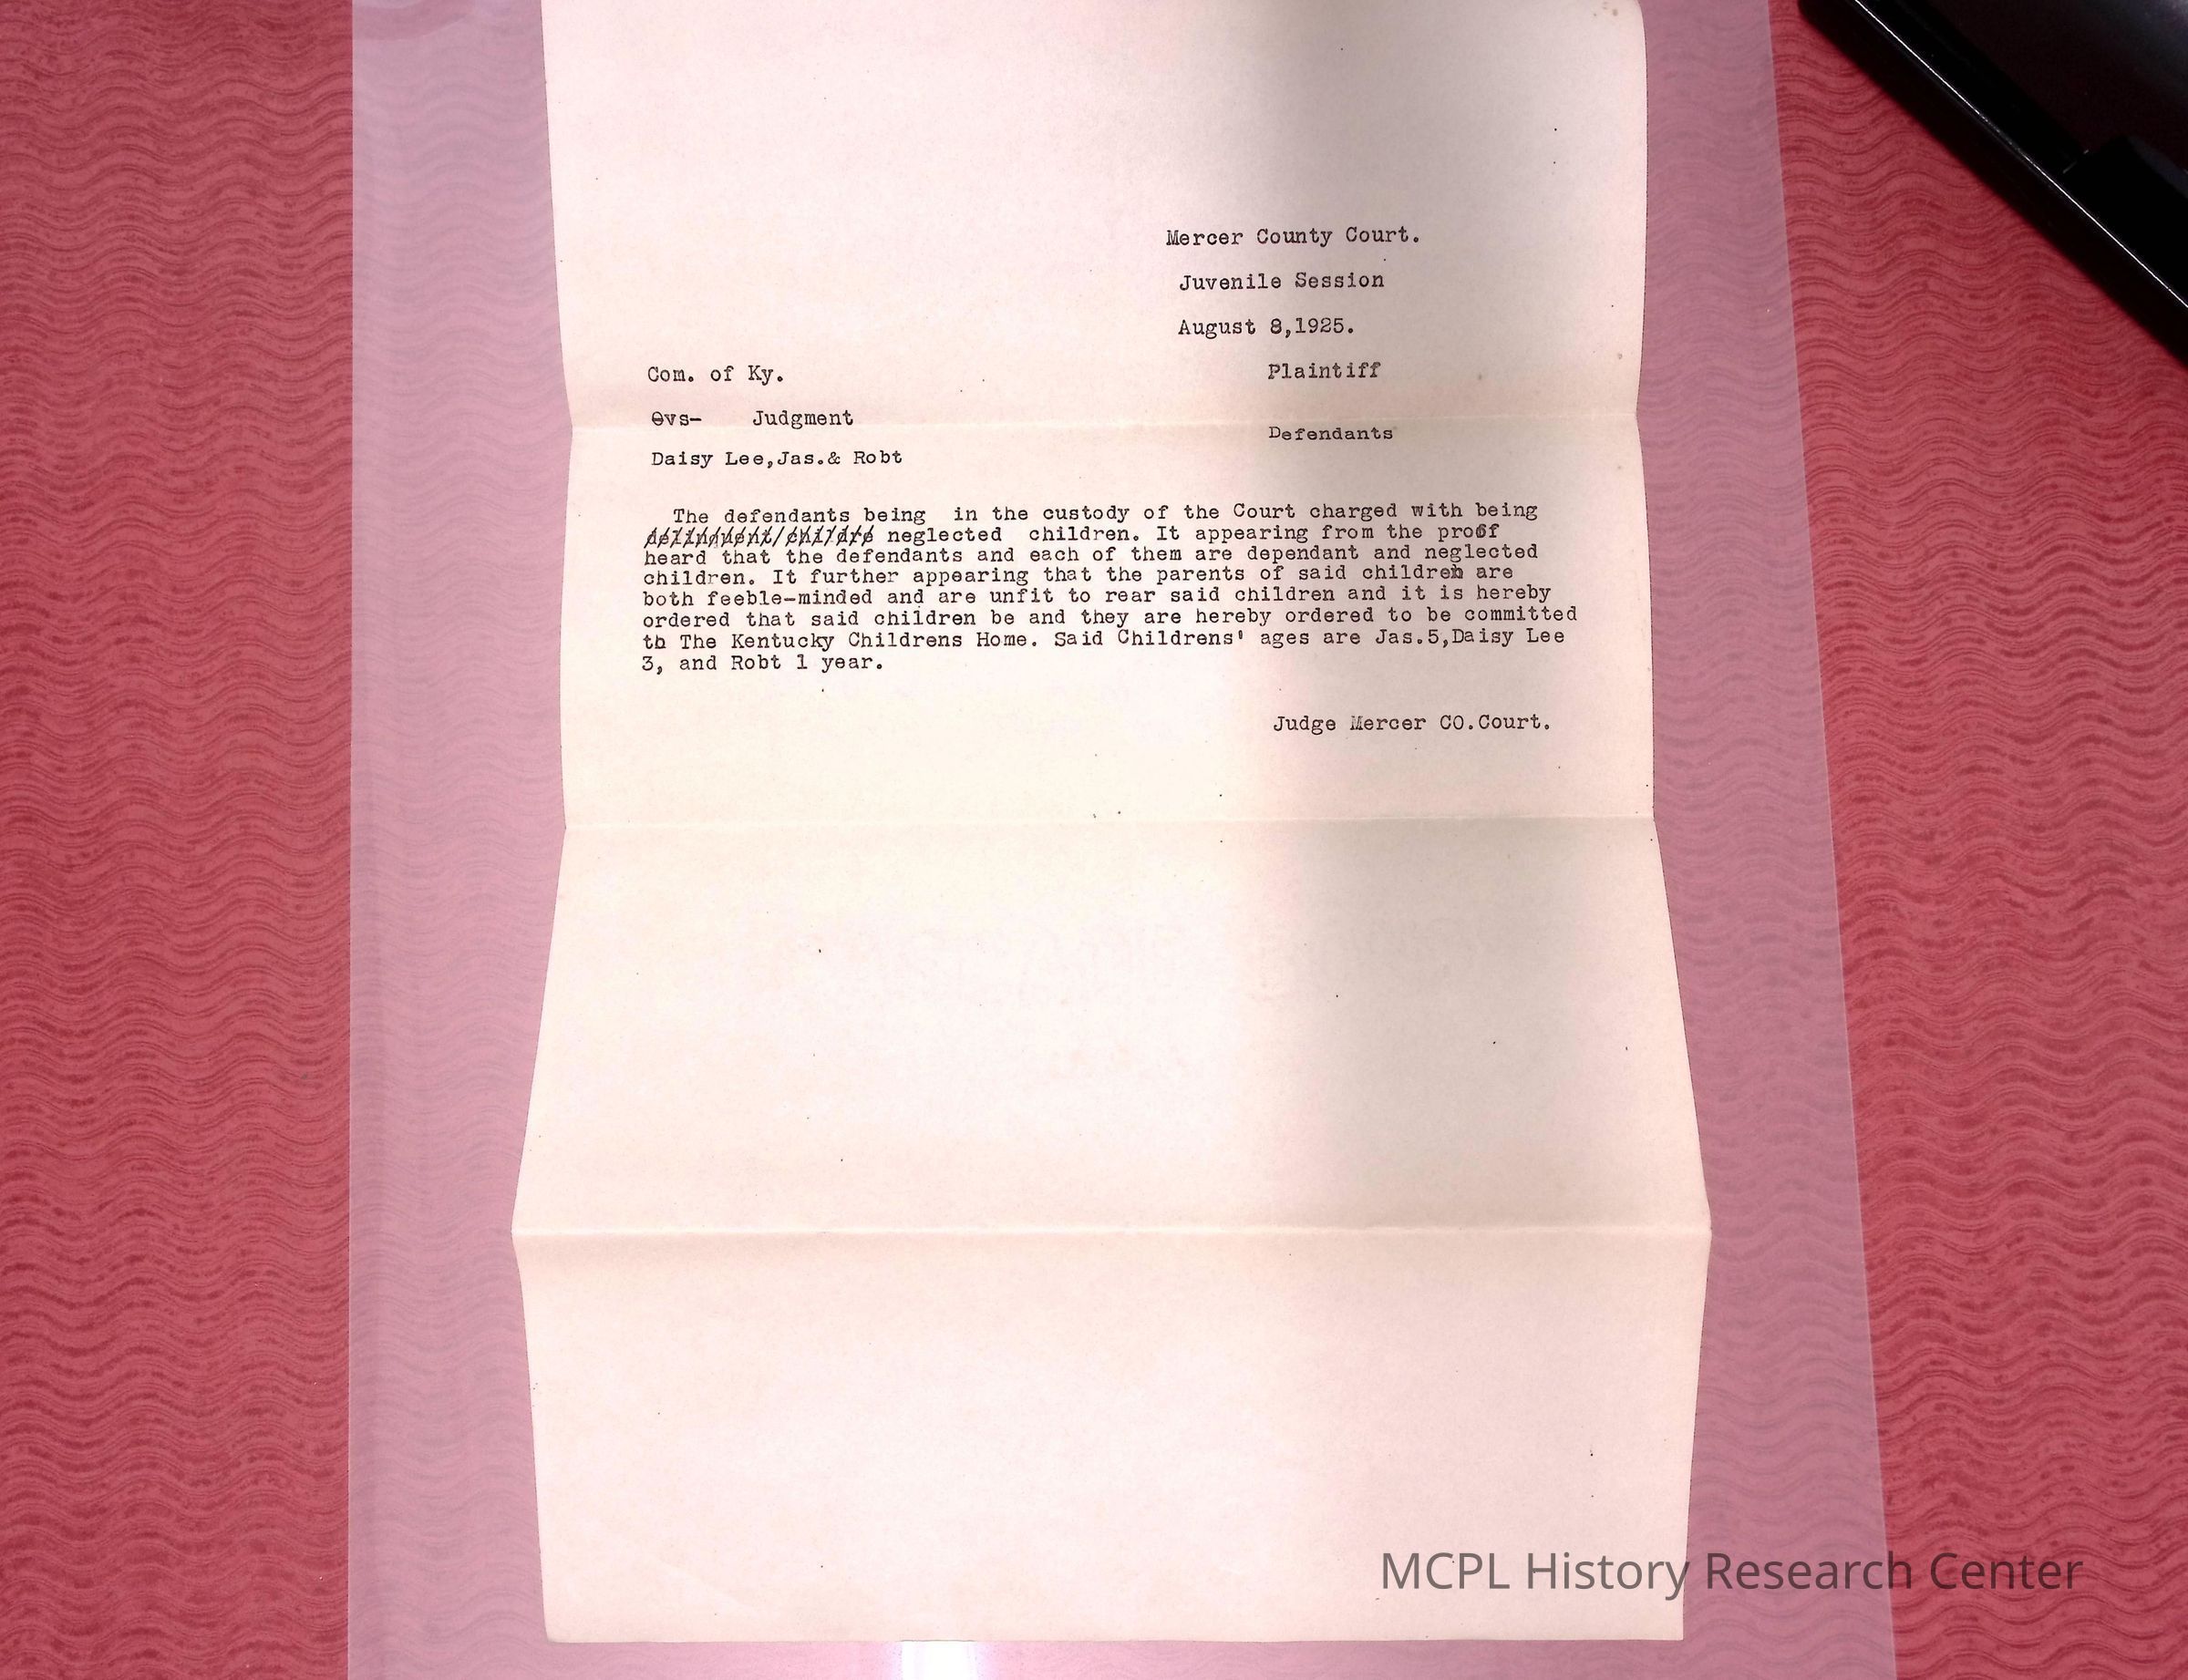 Mercer County Court.
Juvenile Session
August 8,1925.
Com. of Ky. Plaintiff
vs- Judgment
Defendants
Daisy Lee,Jas.& Robt
The defendants being in the custody of the Court charged with being
neglected children. It appearing from the proof
heard that the defendants and each of them are dependant and neglected
children. It further appearing that the parents of said children are
both feeble-minded and are unfit to rear said children and it is hereby
ordered that said children be and they are hereby ordered to be committed
to The Kentucky Childrens Home. Said Childrens' ages are Jas.5,Daisy Lee
3, and Robt 1 year.
Judge Mercer CO.Court.
MCPL History Research Center